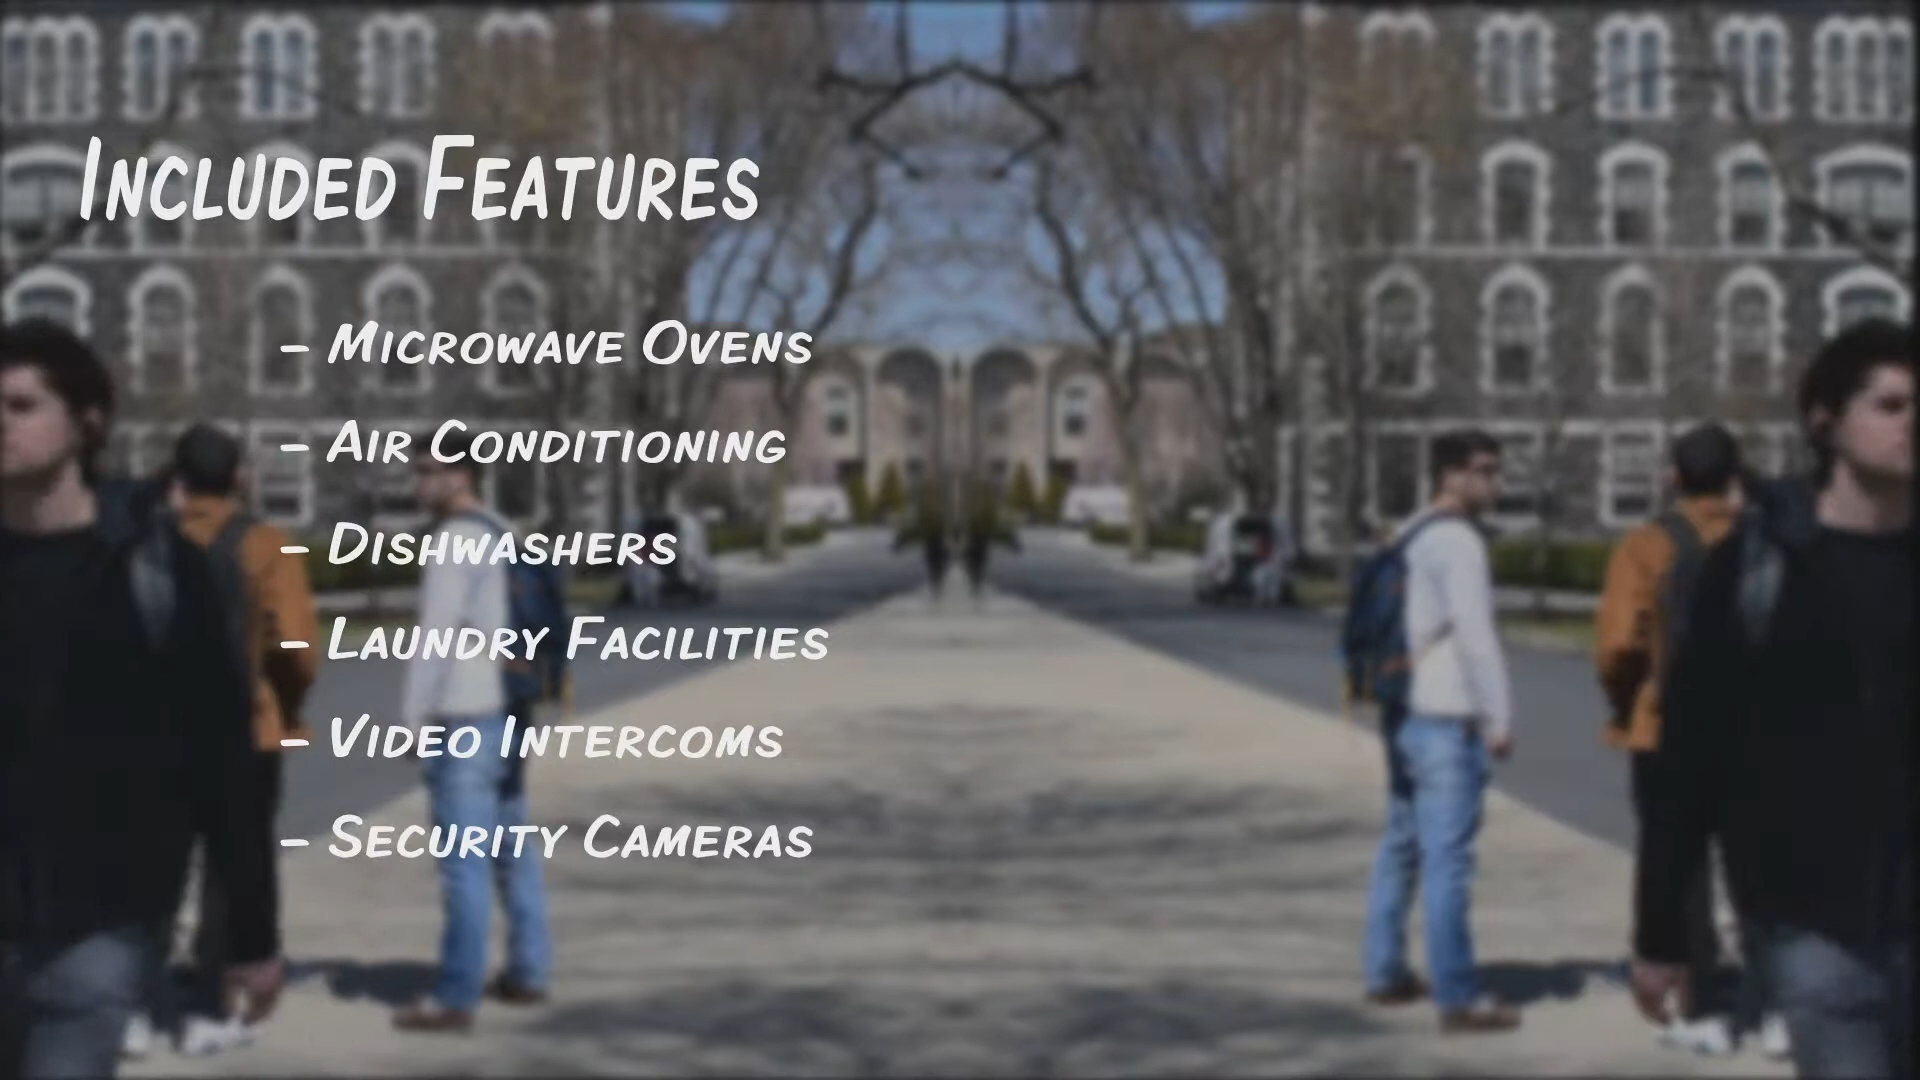 Included Features
- Microwave Ovens
- Air Conditioning
- Dishwashers
- Laundry Facilities
- Video Intercoms
- Security Cameras